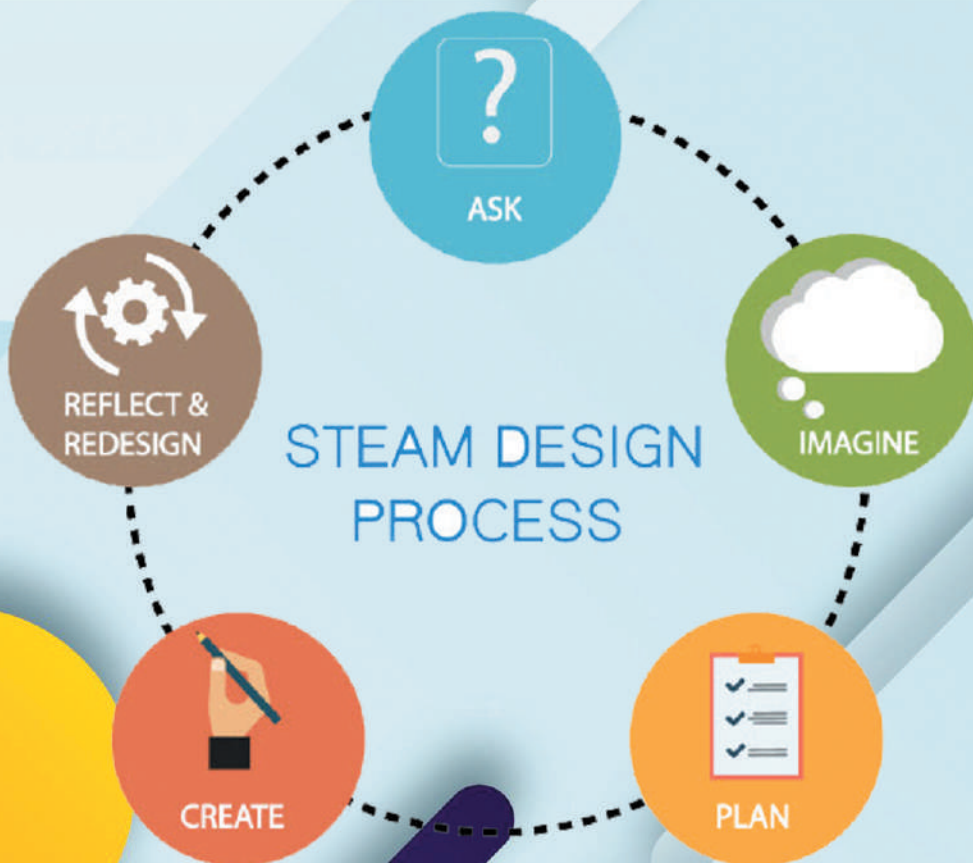 ?
ASK
IMAGINE
PLAN
CREATE
REFLECT &
REDESIGN
STEAM DESIGN
PROCESS